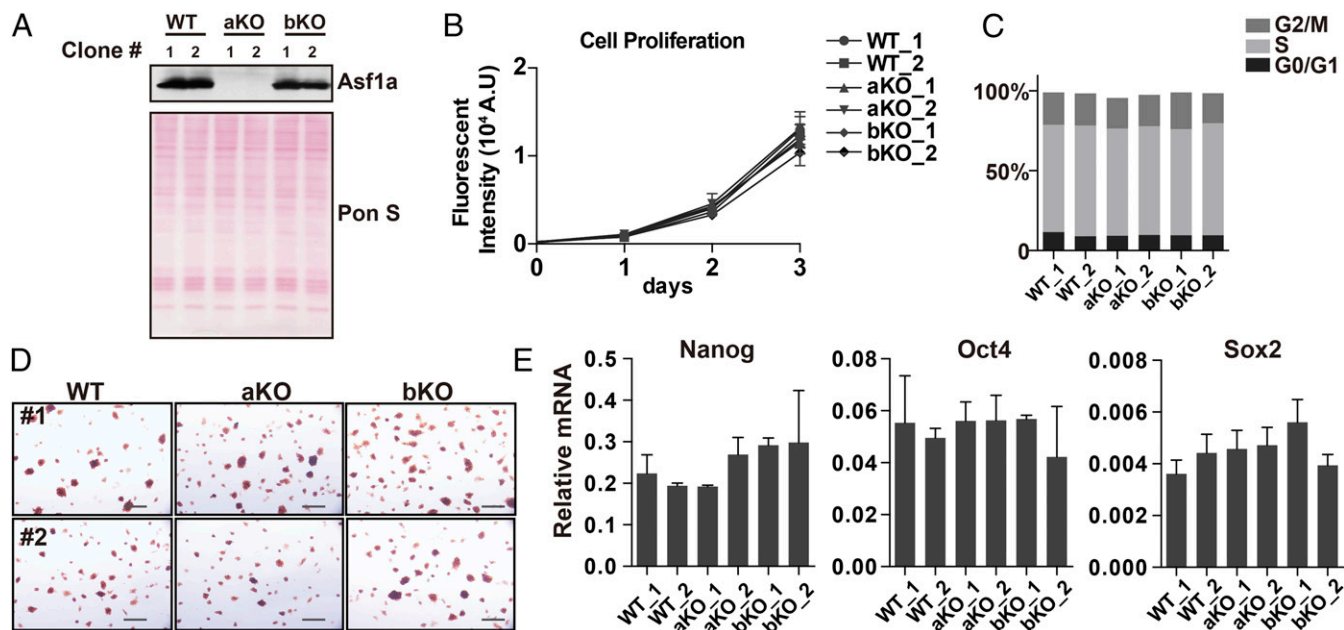 A
WT aKO bKO
Clone # 1 2 1 2 1 2
Asf1a
Pon S
B
Cell Proliferation
Fluorescent
Intensity (10⁴ A.U)
2
1
0
0 1 2 3
days
WT_1
WT_2
aKO_1
aKO_2
bKO_1
bKO_2
C
G2/M
S
G0/G1
100%
50%
0
WT_1 WT_2 aKO_1 aKO_2 bKO_1 bKO_2
D
WT aKO bKO
#1
#2
E
Relative mRNA
Nanog
0.5
0.4
0.3
0.2
0.1
0.0
WT_1 WT_2 aKO_1 aKO_2 bKO_1 bKO_2
Oct4
0.08
0.06
0.04
0.02
0.00
WT_1 WT_2 aKO_1 aKO_2 bKO_1 bKO_2
Sox2
0.008
0.006
0.004
0.002
0.000
WT_1 WT_2 aKO_1 aKO_2 bKO_1 bKO_2